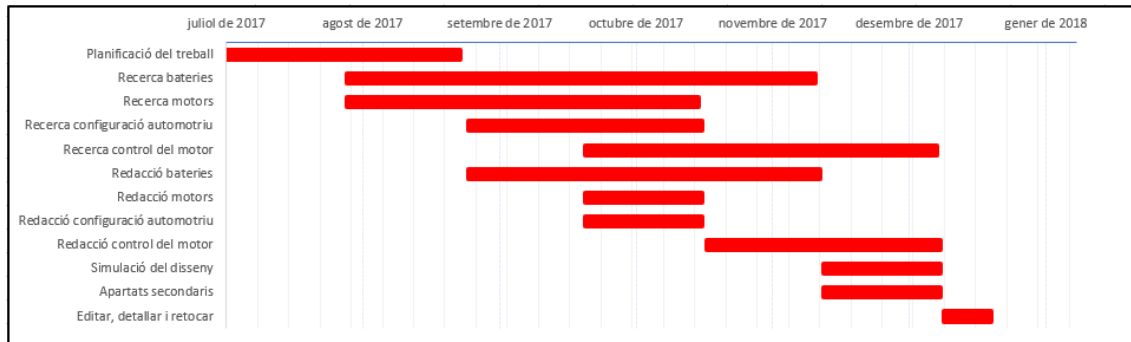 juliol de 2017 agost de 2017 setembre de 2017 octubre de 2017 novembre de 2017 desembre de 2017 gener de 2018
Planificació del treball
Recerca bateries
Recerca motors
Recerca configuració automotriu
Recerca control del motor
Redacció bateries
Redacció motors
Redacció configuració automotriu
Redacció control del motor
Simulació del disseny
Apartats secondaris
Editar, detallar i retocar